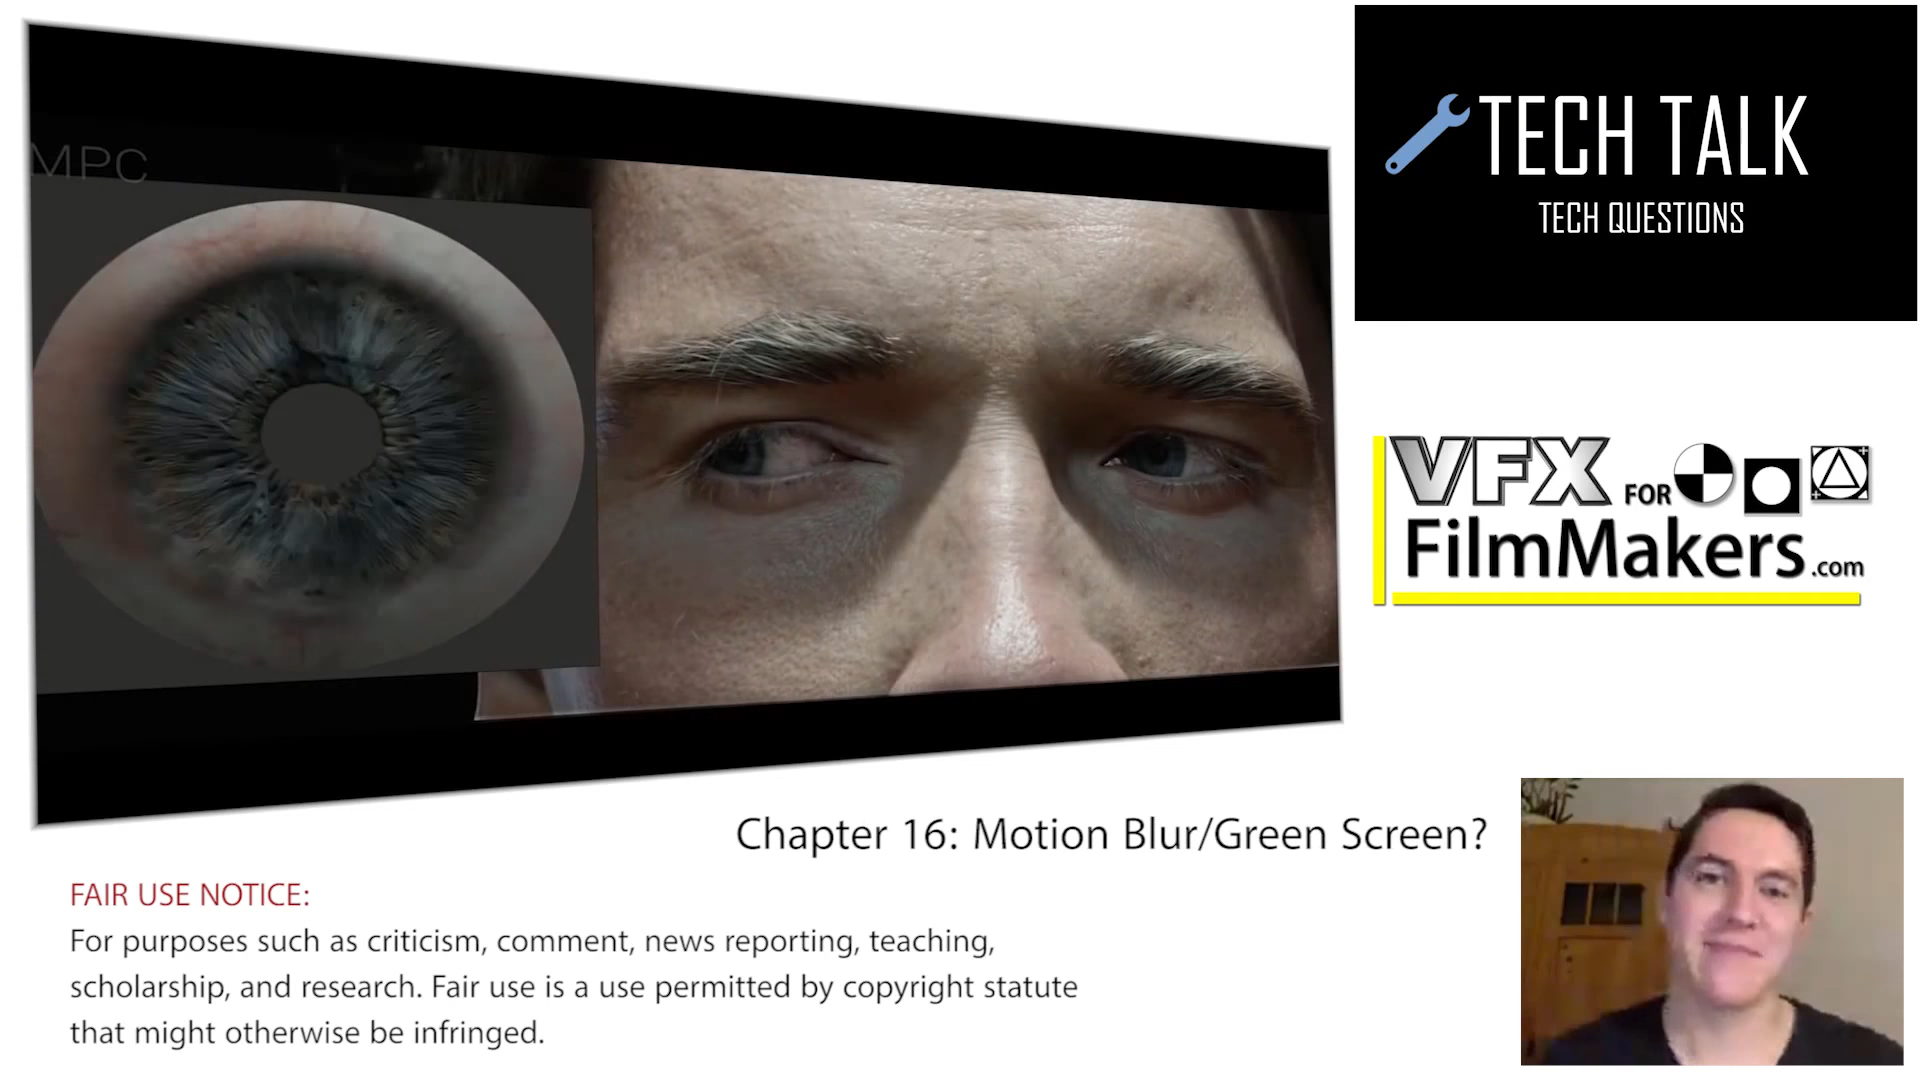 MPC
TECH TALK
TECH QUESTIONS
VFX FOR
FilmMakers.com
Chapter 16: Motion Blur/Green Screen?
FAIR USE NOTICE:
For purposes such as criticism, comment, news reporting, teaching,
scholarship, and research. Fair use is a use permitted by copyright statute
that might otherwise be infringed.